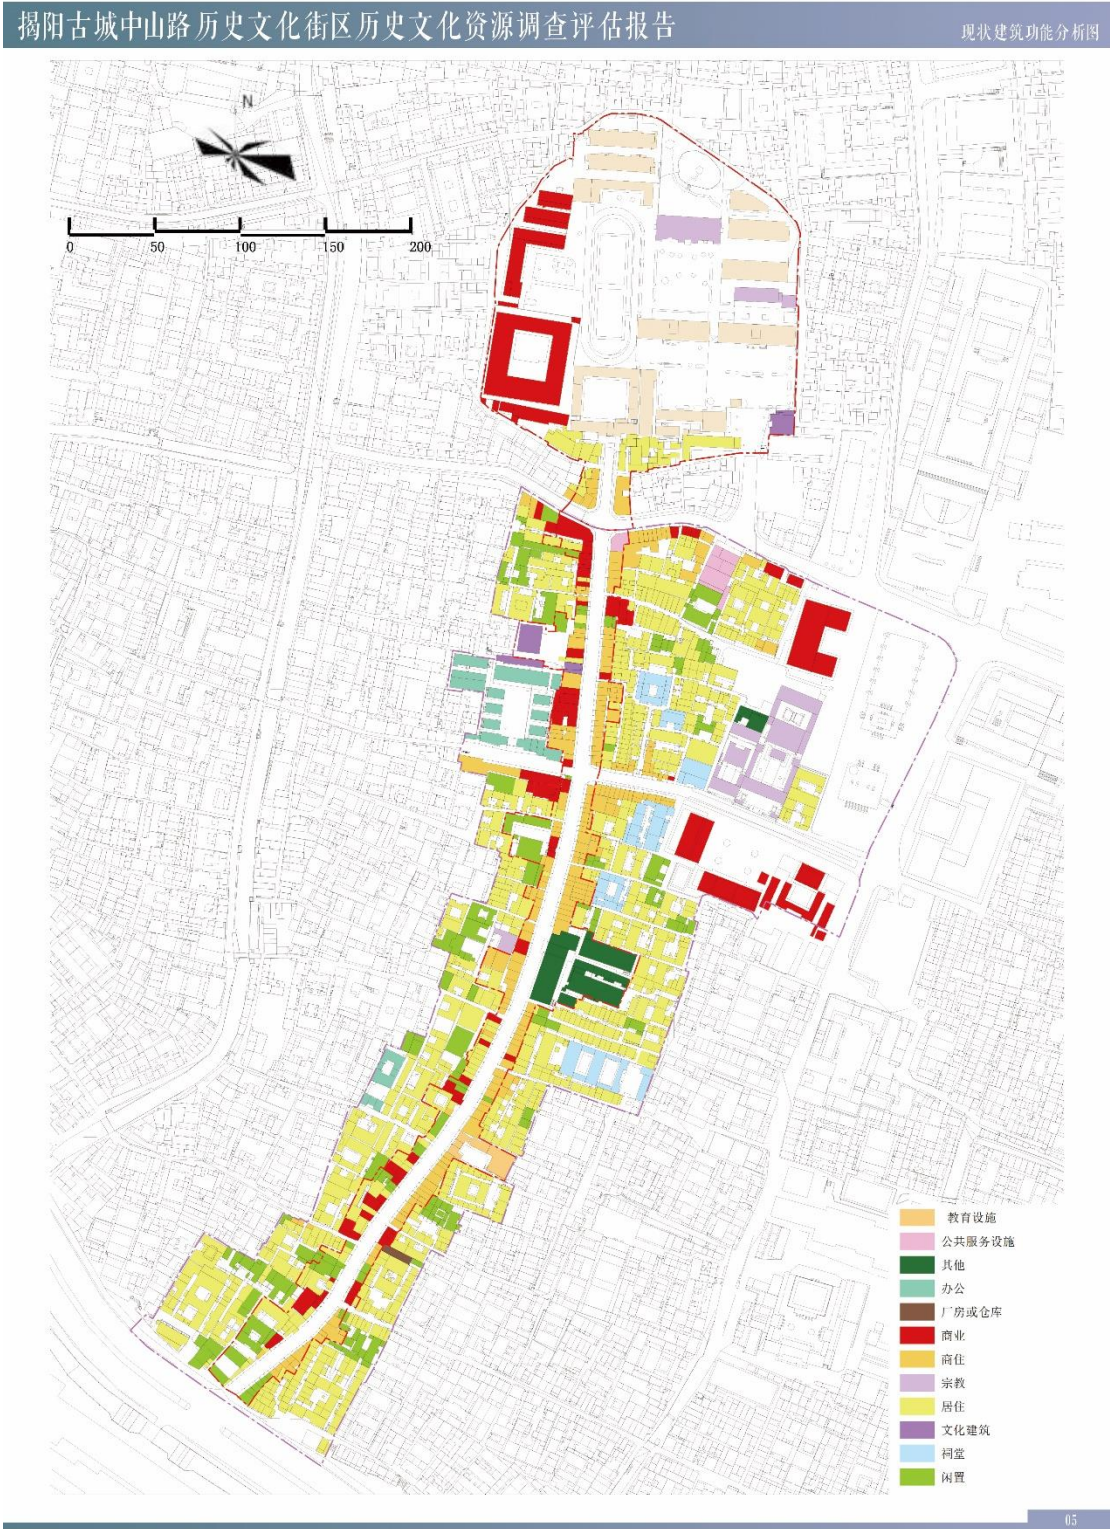 揭阳古城中山路历史文化街区历史文化资源调查评估报告
现状建筑功能分析图
N
0 50 100 150 200
教育设施
公共服务设施
其他
办公
厂房或仓库
商业
商住
宗教
居住
文化建筑
祠堂
闲置
05